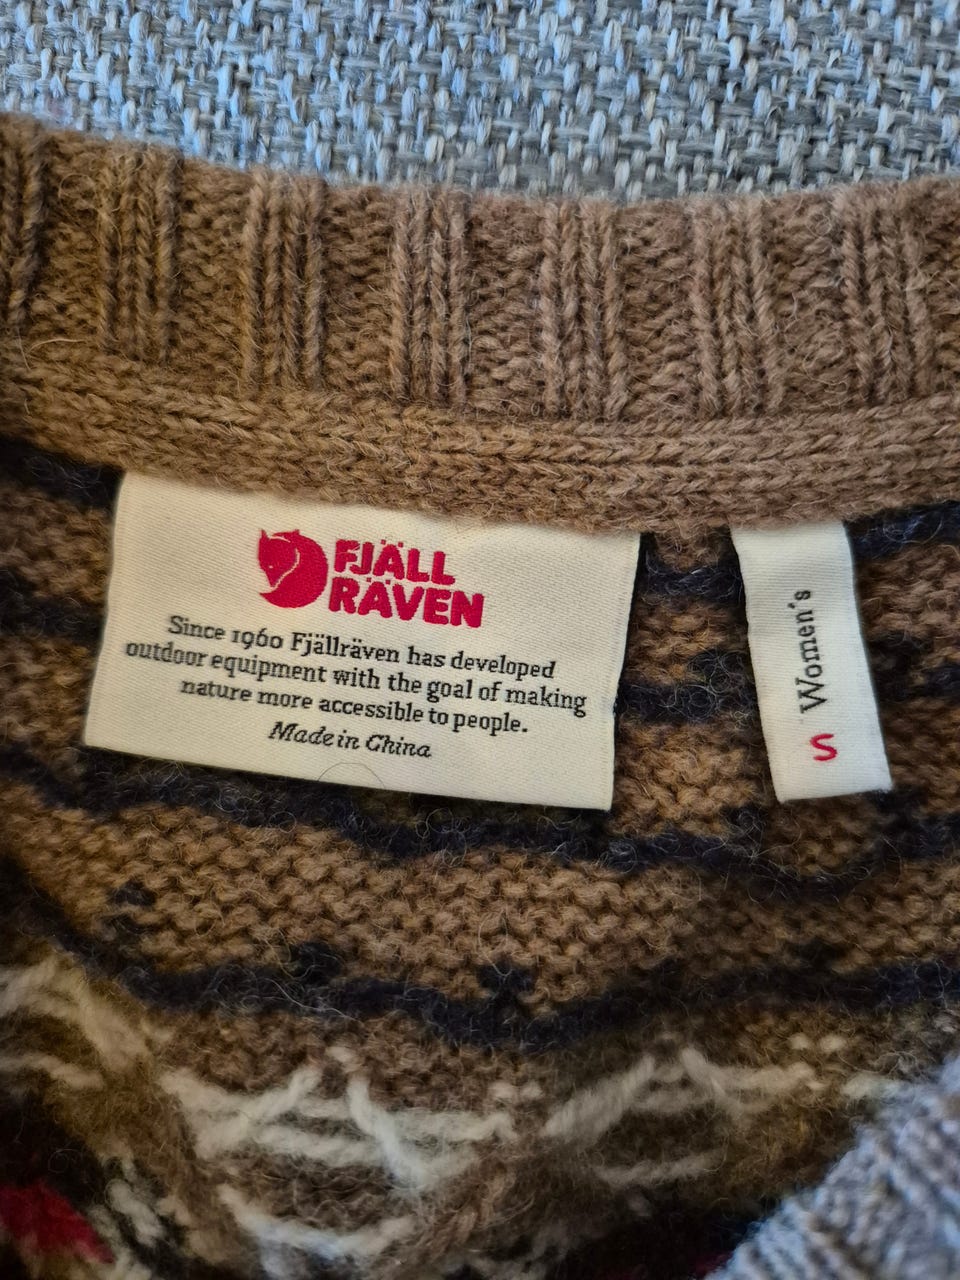 FJÄLL
RÄVEN
Since 1960 Fjällräven has developed
outdoor equipment with the goal of making
nature more accessible to people.
Made in China
Women's
S